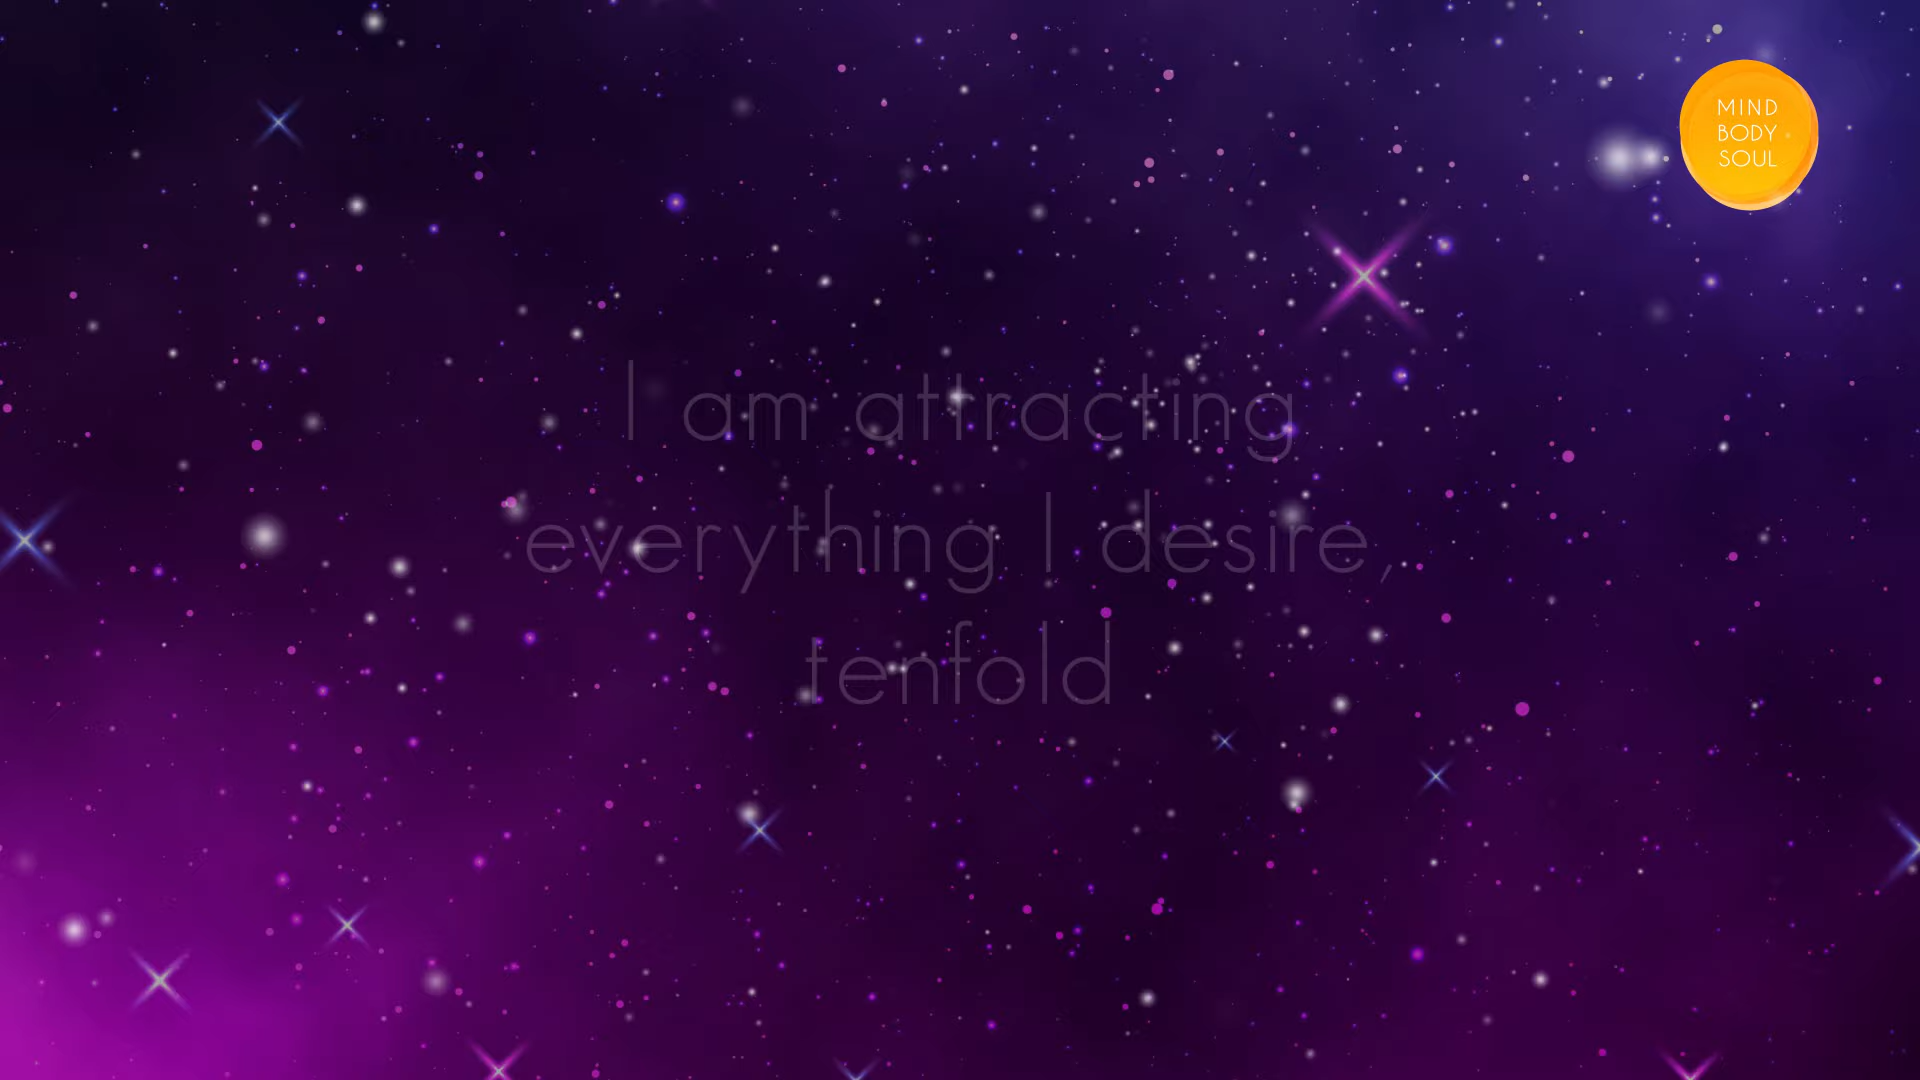 MIND
BODY
SOUL
I am attracting
everything I desire,
tenfold